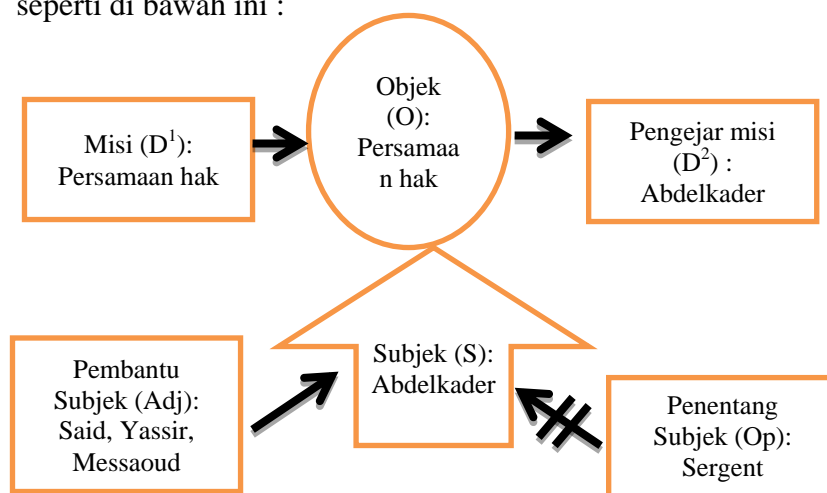 seperti di bawah ini :
Misi (D¹):
Persamaan hak
Objek
(O):
Persamaa
n hak
Pengejar misi
(D²) :
Abdelkader
Pembantu
Subjek (Adj):
Said, Yassir,
Messaoud
Subjek (S):
Abdelkader
Penentang
Subjek (Op):
Sergent